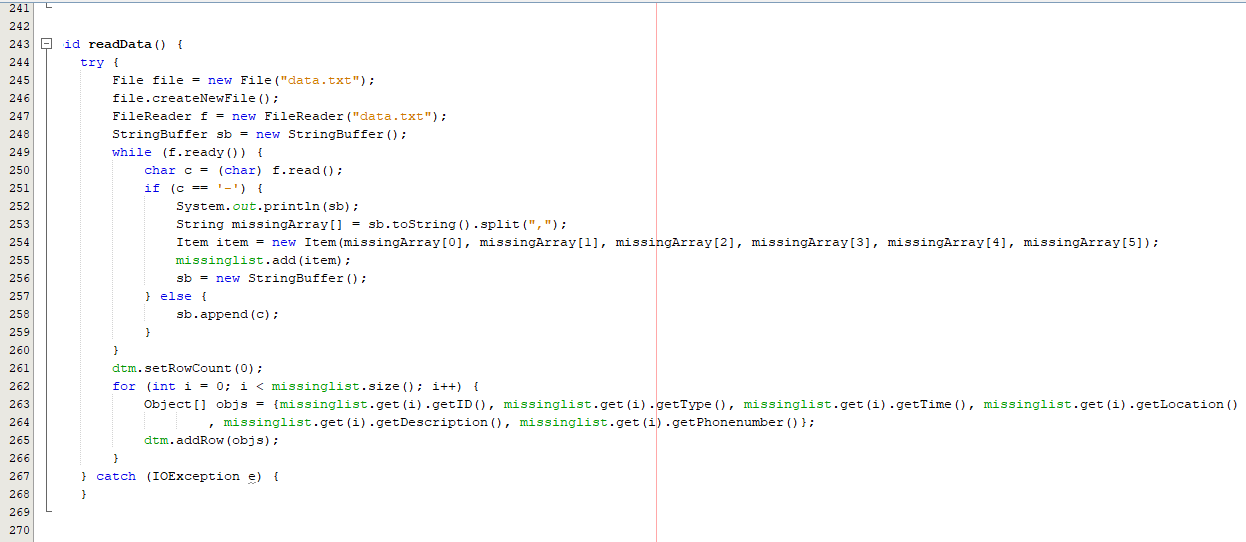 241
242
243 id readData() {
244 try {
245 File file = new File("data.txt");
246 file.createNewFile();
247 FileReader f = new FileReader("data.txt");
248 StringBuffer sb = new StringBuffer();
249 while (f.ready()) {
250 char c = (char) f.read();
251 if (c == '-') {
252 System.out.println(sb);
253 String missingArray[] = sb.toString().split(",");
254 Item item = new Item(missingArray[0], missingArray[1], missingArray[2], missingArray[3], missingArray[4], missingArray[5]);
255 missinglist.add(item);
256 sb = new StringBuffer();
257 } else {
258 sb.append(c);
259 }
260 }
261 dtm.setRowCount(0);
262 for (int i = 0; i < missinglist.size(); i++) {
263 Object[] objs = {missinglist.get(i).getID(), missinglist.get(i).getType(), missinglist.get(i).getTime(), missinglist.get(i).getLocation()
264 , missinglist.get(i).getDescription(), missinglist.get(i).getPhonenumber()};
265 dtm.addRow(objs);
266 }
267 } catch (IOException e) {
268 }
269
270